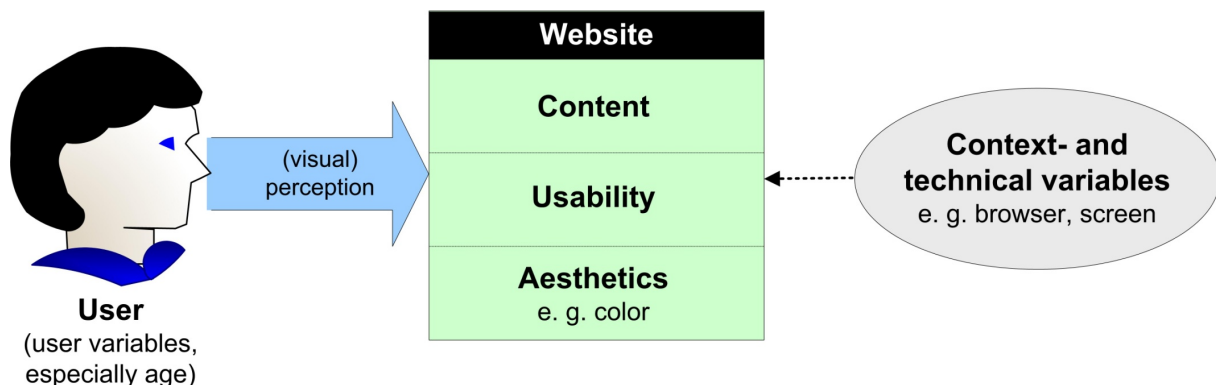 User
(user variables,
especially age)
(visual)
perception
Website
Content
Usability
Aesthetics
e. g. color
Context- and
technical variables
e. g. browser, screen